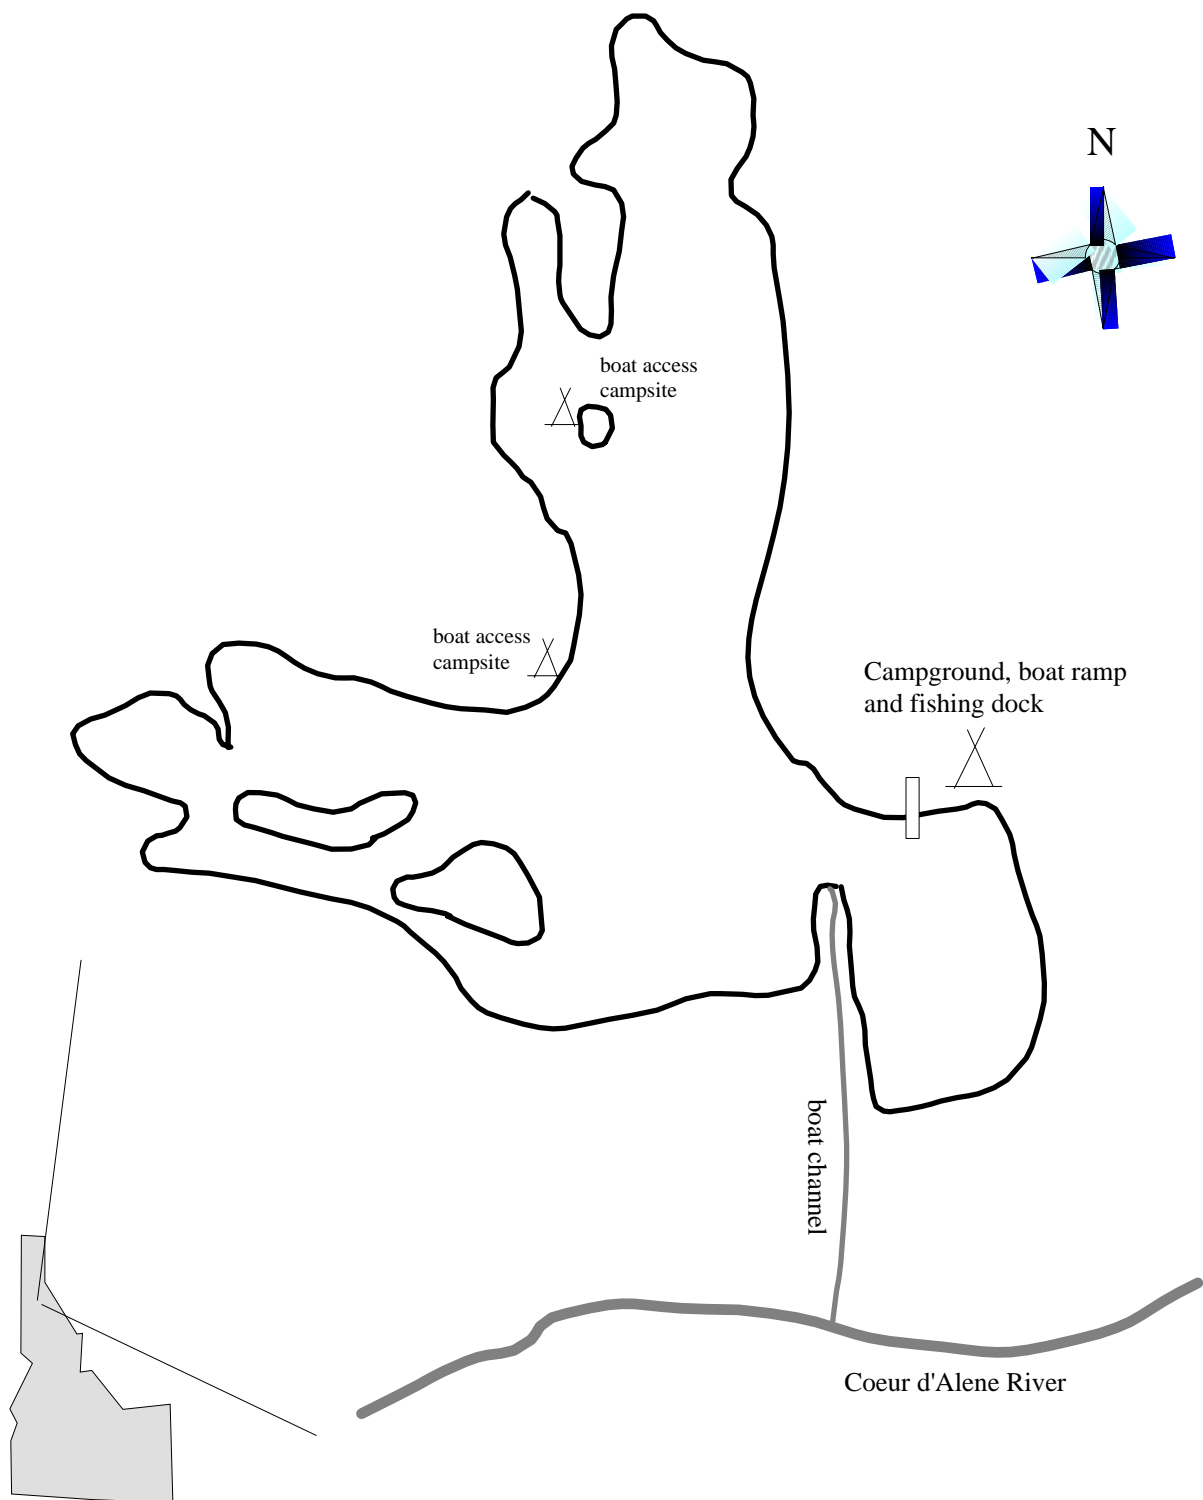 N
boat access
campsite
boat access
campsite
Campground, boat ramp
and fishing dock
boat channel
Coeur d'Alene River